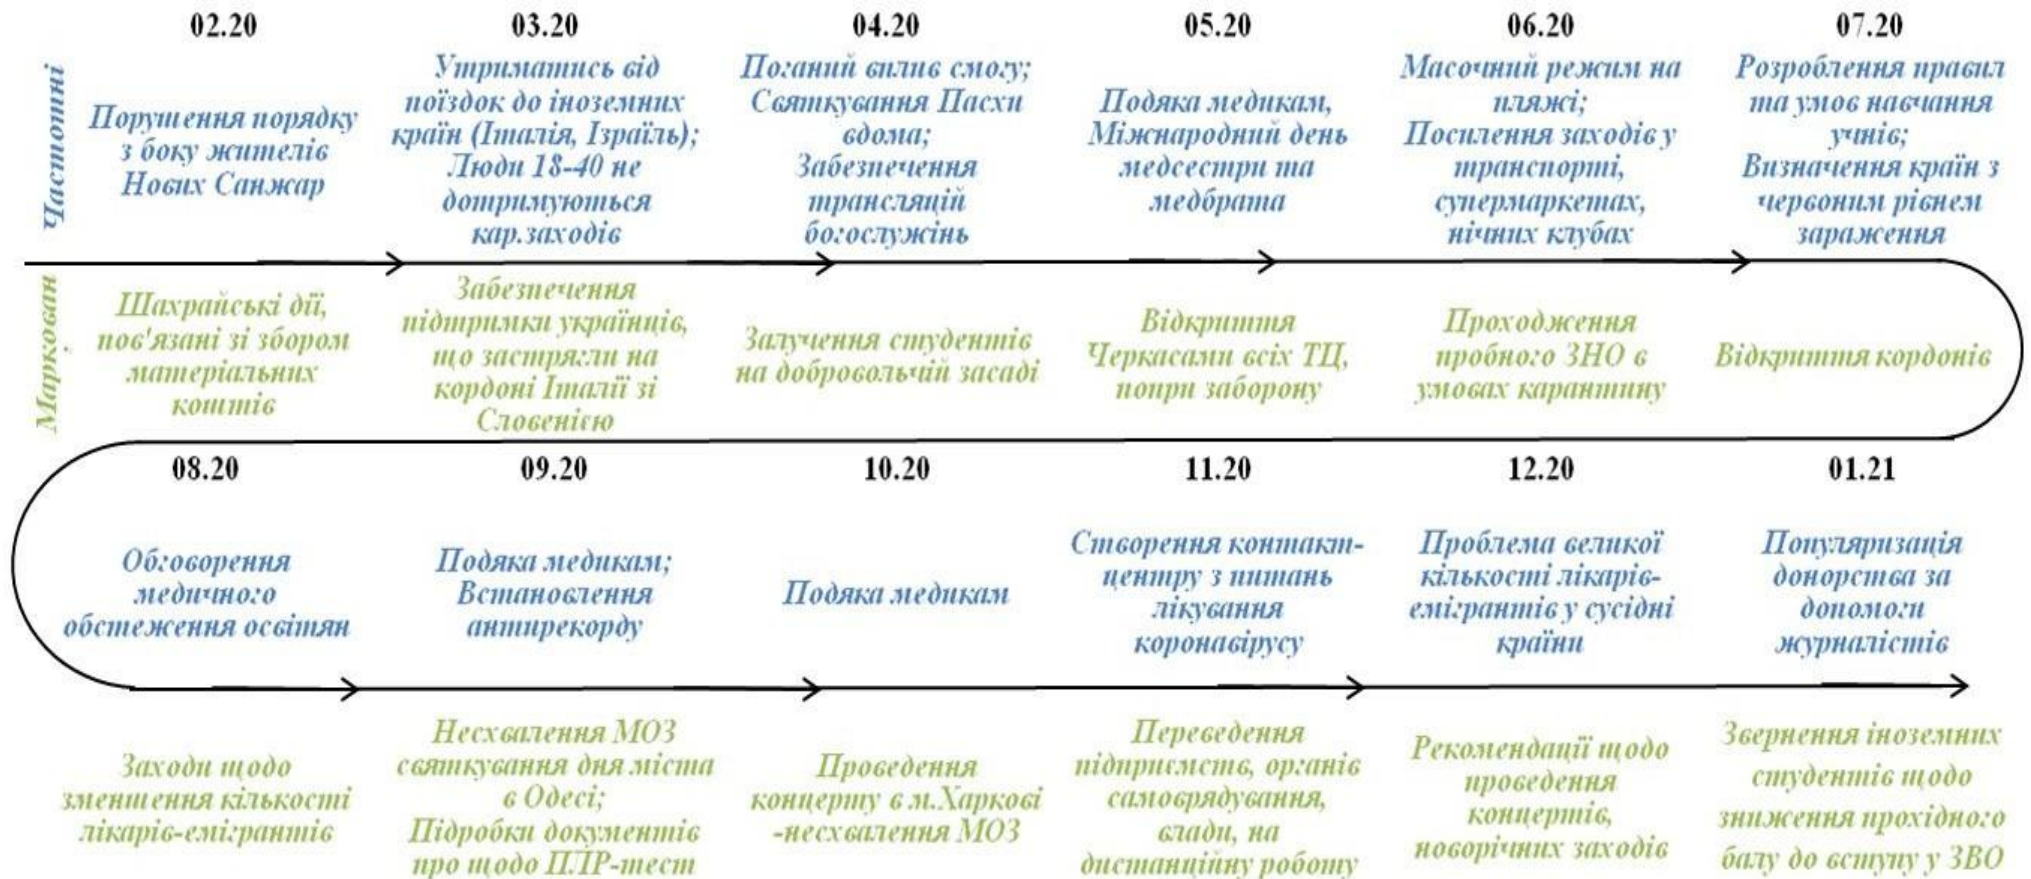 02.20
03.20
04.20
05.20
06.20
07.20
Частотні
Порушення порядку
з боку жителів
Нових Санжар
Утриматись від
поїздок до іноземних
країн (Італія, Ізраїль);
Люди 18-40 не
дотримуються
кар.заходів
Поганий вплив смогу;
Святкування Пасхи
вдома;
Забезпечення
трансляцій
богослужінь
Подяка медикам,
Міжнародний день
медсестри та
медбрата
Масочний режим на
пляжі;
Посилення заходів у
транспорті,
супермаркетах,
нічних клубах
Розроблення правил
та умов навчання
учнів;
Визначення країн з
червоним рівнем
зараження
Маркован
Шахрайські дії,
пов'язані зі збором
матеріальних
коштів
Забезпечення
підтримки українців,
що застрягли на
кордоні Італії зі
Словенією
Залучення студентів
на добровольчій засаді
Відкриття
Черкасами всіх ТЦ,
попри заборону
Проходження
пробного ЗНО в
умовах карантину
Відкриття кордонів
08.20
09.20
10.20
11.20
12.20
01.21
Обговорення
медичного
обстеження освітян
Подяка медикам;
Встановлення
антирекорду
Подяка медикам
Створення контакт-
центру з питань
лікування
коронавірусу
Проблема великої
кількості лікарів-
емігрантів у сусідні
країни
Популяризація
донорства за
допомоги
журналістів
Заходи щодо
зменшення кількості
лікарів-емігрантів
Несхвалення МОЗ
святкування дня міста
в Одесі;
Підробки документів
про щодо ПЛР-тест
Проведення
концерту в м.Харкові
-несхвалення МОЗ
Переведення
підприємств, органів
самоврядування,
влади, на
дистанційну роботу
Рекомендації щодо
проведення
концертів,
новорічних заходів
Звернення іноземних
студентів щодо
зниження прохідного
балу до вступу у ЗВО